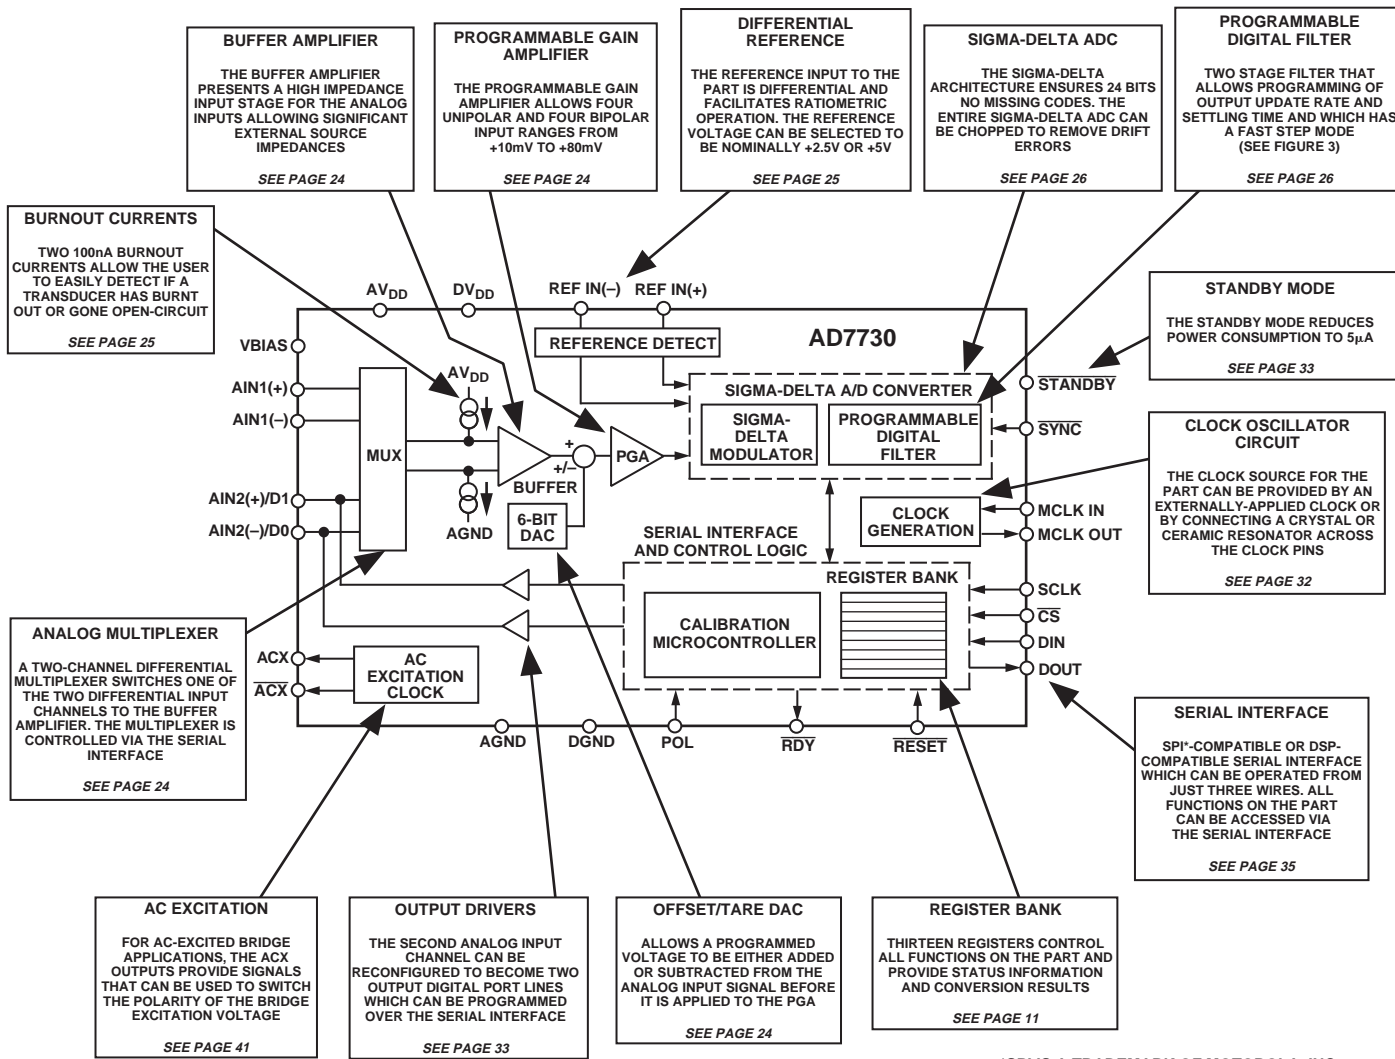 BUFFER AMPLIFIER
THE BUFFER AMPLIFIER
PRESENTS A HIGH IMPEDANCE
INPUT STAGE FOR THE ANALOG
INPUTS ALLOWING SIGNIFICANT
EXTERNAL SOURCE
IMPEDANCES
SEE PAGE 24
PROGRAMMABLE GAIN
AMPLIFIER
THE PROGRAMMABLE GAIN
AMPLIFIER ALLOWS FOUR
UNIPOLAR AND FOUR BIPOLAR
INPUT RANGES FROM
+10mV TO +80mV
SEE PAGE 24
DIFFERENTIAL
REFERENCE
THE REFERENCE INPUT TO THE
PART IS DIFFERENTIAL AND
FACILITATES RATIOMETRIC
OPERATION. THE REFERENCE
VOLTAGE CAN BE SELECTED TO
BE NOMINALLY +2.5V OR +5V
SEE PAGE 25
SIGMA-DELTA ADC
THE SIGMA-DELTA
ARCHITECTURE ENSURES 24 BITS
NO MISSING CODES. THE
ENTIRE SIGMA-DELTA ADC CAN
BE CHOPPED TO REMOVE DRIFT
ERRORS
SEE PAGE 26
PROGRAMMABLE
DIGITAL FILTER
TWO STAGE FILTER THAT
ALLOWS PROGRAMMING OF
OUTPUT UPDATE RATE AND
SETTLING TIME AND WHICH HAS
A FAST STEP MODE
(SEE FIGURE 3)
SEE PAGE 26
BURNOUT CURRENTS
TWO 100nA BURNOUT
CURRENTS ALLOW THE USER
TO EASILY DETECT IF A
TRANSDUCER HAS BURNT
OUT OR GONE OPEN-CIRCUIT
SEE PAGE 25
STANDBY MODE
THE STANDBY MODE REDUCES
POWER CONSUMPTION TO 5μA
SEE PAGE 33
CLOCK OSCILLATOR
CIRCUIT
THE CLOCK SOURCE FOR THE
PART CAN BE PROVIDED BY AN
EXTERNALLY-APPLIED CLOCK OR
BY CONNECTING A CRYSTAL OR
CERAMIC RESONATOR ACROSS
THE CLOCK PINS
SEE PAGE 32
AVDD
DVDD
REF IN(–)
REF IN(+)
VBIAS
AIN1(+)
AIN1(–)
AIN2(+)/D1
AIN2(–)/D0
REFERENCE DETECT
AD7730
AVDD
MUX
AGND
BUFFER
+
+/–
6-BIT
DAC
PGA
SIGMA-DELTA A/D CONVERTER
SIGMA-
DELTA
MODULATOR
PROGRAMMABLE
DIGITAL
FILTER
STANDBY
SYNC
CLOCK
GENERATION
MCLK IN
MCLK OUT
SERIAL INTERFACE
AND CONTROL LOGIC
REGISTER BANK
CALIBRATION
MICROCONTROLLER
SCLK
CS
DIN
DOUT
ACX
ACX
AC
EXCITATION
CLOCK
AGND
DGND
POL
RDY
RESET
ANALOG MULTIPLEXER
A TWO-CHANNEL DIFFERENTIAL
MULTIPLEXER SWITCHES ONE OF
THE TWO DIFFERENTIAL INPUT
CHANNELS TO THE BUFFER
AMPLIFIER. THE MULTIPLEXER IS
CONTROLLED VIA THE SERIAL
INTERFACE
SEE PAGE 24
SERIAL INTERFACE
SPI*-COMPATIBLE OR DSP-
COMPATIBLE SERIAL INTERFACE
WHICH CAN BE OPERATED FROM
JUST THREE WIRES. ALL
FUNCTIONS ON THE PART
CAN BE ACCESSED VIA
THE SERIAL INTERFACE
SEE PAGE 35
AC EXCITATION
FOR AC-EXCITED BRIDGE
APPLICATIONS, THE ACX
OUTPUTS PROVIDE SIGNALS
THAT CAN BE USED TO SWITCH
THE POLARITY OF THE BRIDGE
EXCITATION VOLTAGE
SEE PAGE 41
OUTPUT DRIVERS
THE SECOND ANALOG INPUT
CHANNEL CAN BE
RECONFIGURED TO BECOME TWO
OUTPUT DIGITAL PORT LINES
WHICH CAN BE PROGRAMMED
OVER THE SERIAL INTERFACE
SEE PAGE 33
OFFSET/TARE DAC
ALLOWS A PROGRAMMED
VOLTAGE TO BE EITHER ADDED
OR SUBTRACTED FROM THE
ANALOG INPUT SIGNAL BEFORE
IT IS APPLIED TO THE PGA
SEE PAGE 24
REGISTER BANK
THIRTEEN REGISTERS CONTROL
ALL FUNCTIONS ON THE PART AND
PROVIDE STATUS INFORMATION
AND CONVERSION RESULTS
SEE PAGE 11